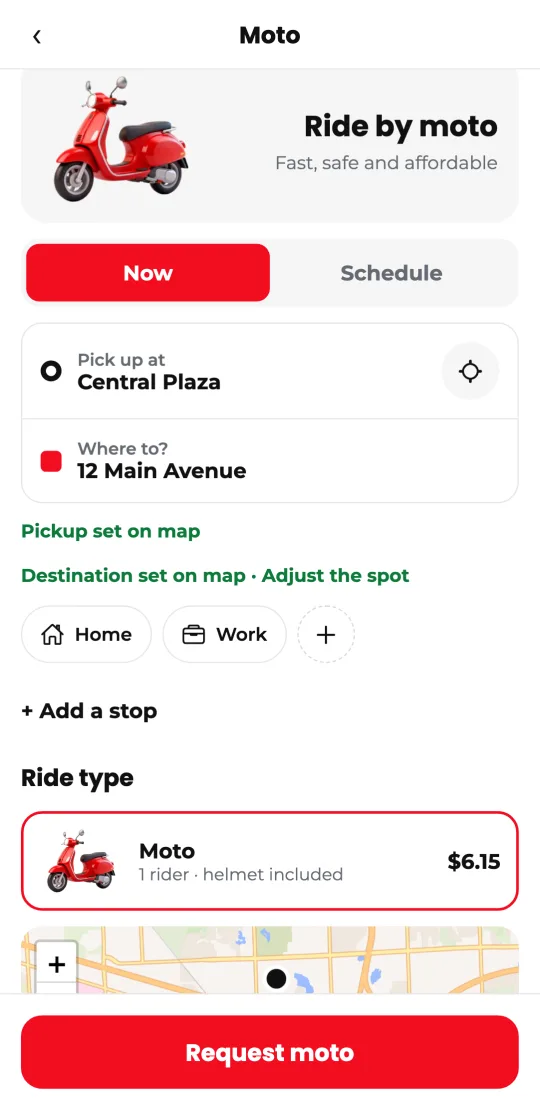 Moto
Ride by moto
Fast, safe and affordable
Now
Schedule
Pick up at
Central Plaza
Where to?
12 Main Avenue
Pickup set on map
Destination set on map · Adjust the spot
Home
Work
+
+ Add a stop
Ride type
Moto
1 rider · helmet included
$6.15
+
Request moto